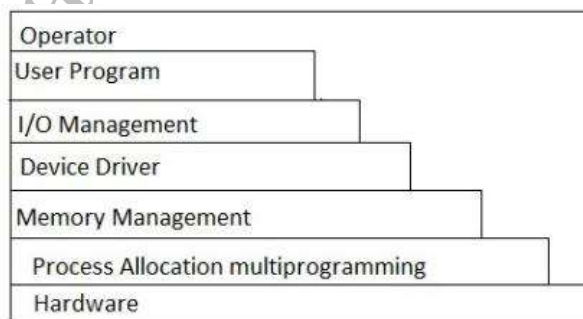 Operator
User Program
I/O Management
Device Driver
Memory Management
Process Allocation multiprogramming
Hardware